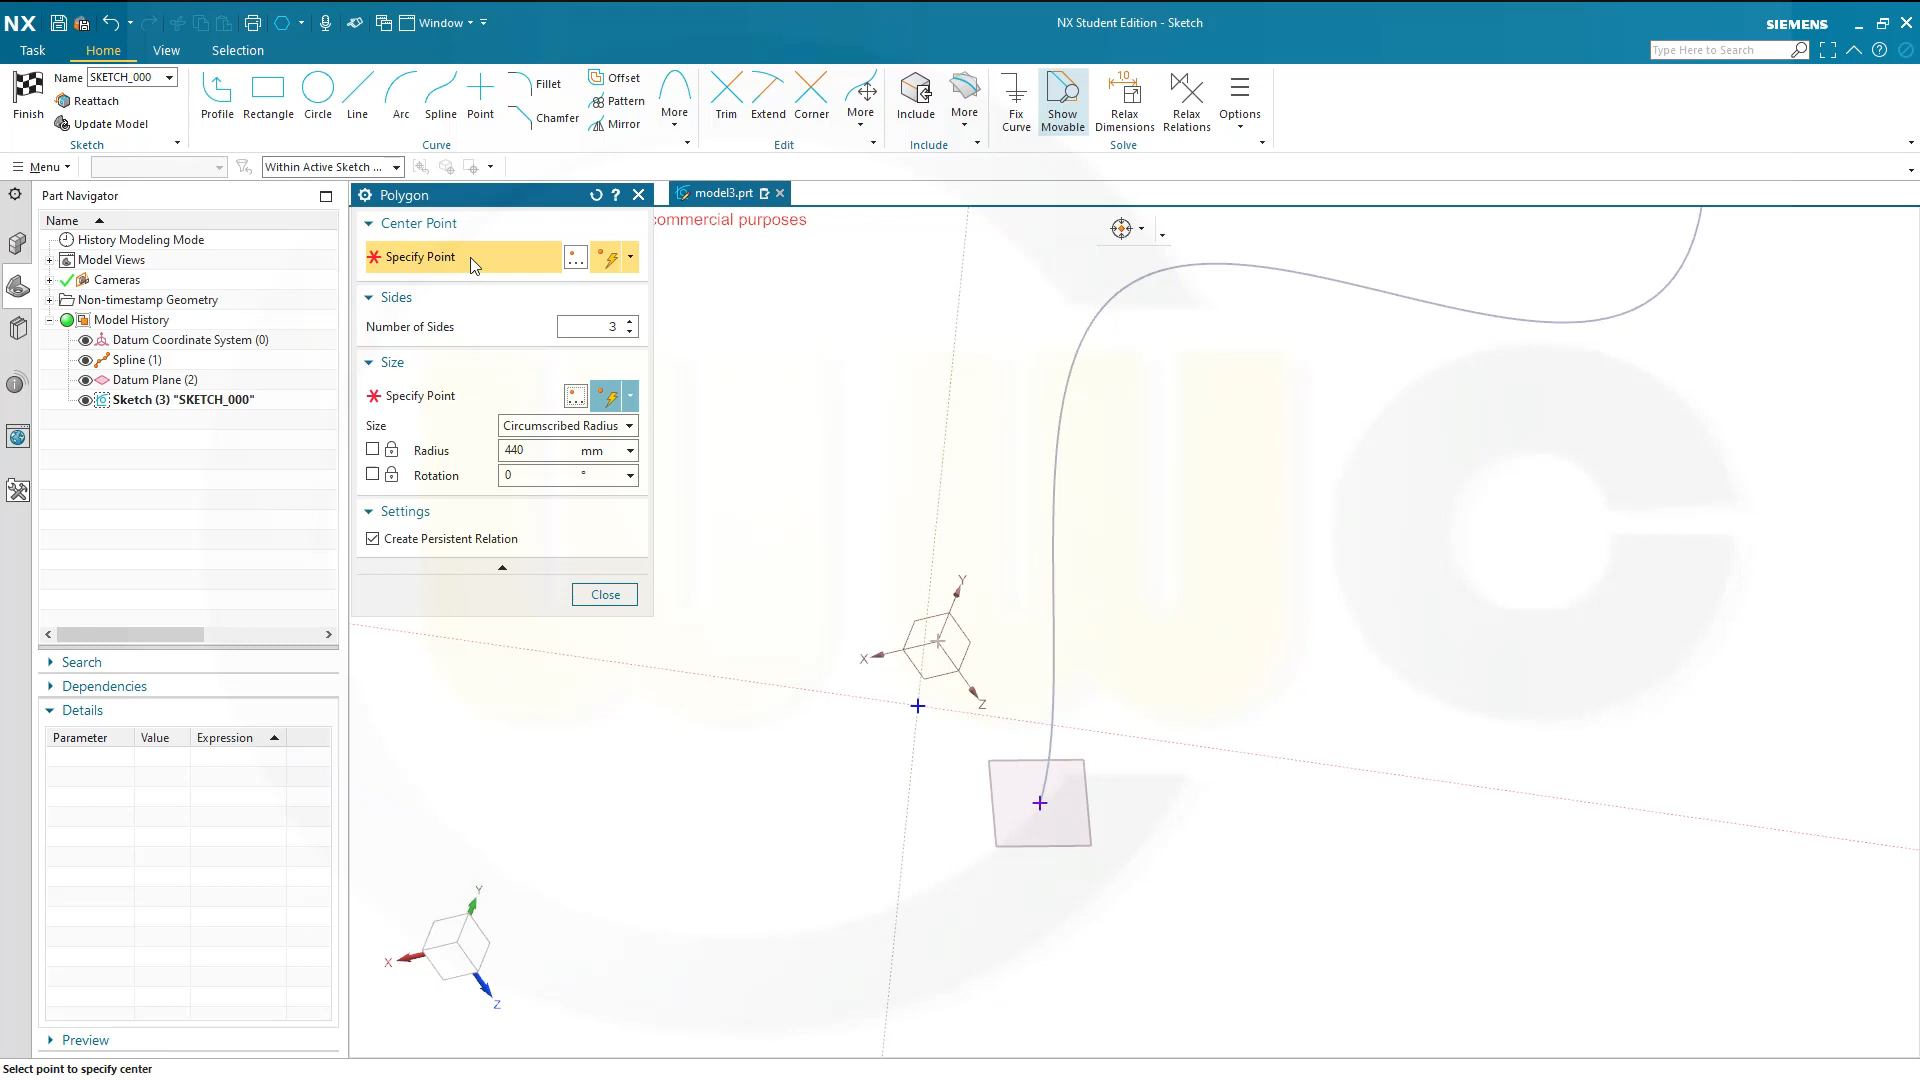 NX
Window
NX Student Edition - Sketch
SIEMENS
Task
Home
View
Selection
Type Here to Search
Finish
Name
SKETCH_000
Reattach
Update Model
Profile
Rectangle
Circle
Line
Arc
Spline
Point
Fillet
Chamfer
Offset
Pattern
Mirror
More
Trim
Extend
Corner
More
Include
More
Fix
Curve
Show
Movable
1,0
Relax
Dimensions
Relax
Relations
Options
Sketch
Curve
Edit
Include
Solve
Menu
Within Active Sketch ...
Part Navigator
Name
History Modeling Mode
Model Views
Cameras
Non-timestamp Geometry
Model History
Datum Coordinate System (0)
Spline (1)
Datum Plane (2)
Sketch (3) "SKETCH_000"
Search
Dependencies
Details
Parameter
Value
Expression
Preview
Polygon
Center Point
Specify Point
Sides
Number of Sides
3
Size
Specify Point
Size
Circumscribed Radius
Radius
440
mm
Rotation
0
°
Settings
Create Persistent Relation
Close
model3.prt
commercial purposes
Y
X
Z
Y
X
Z
Select point to specify center